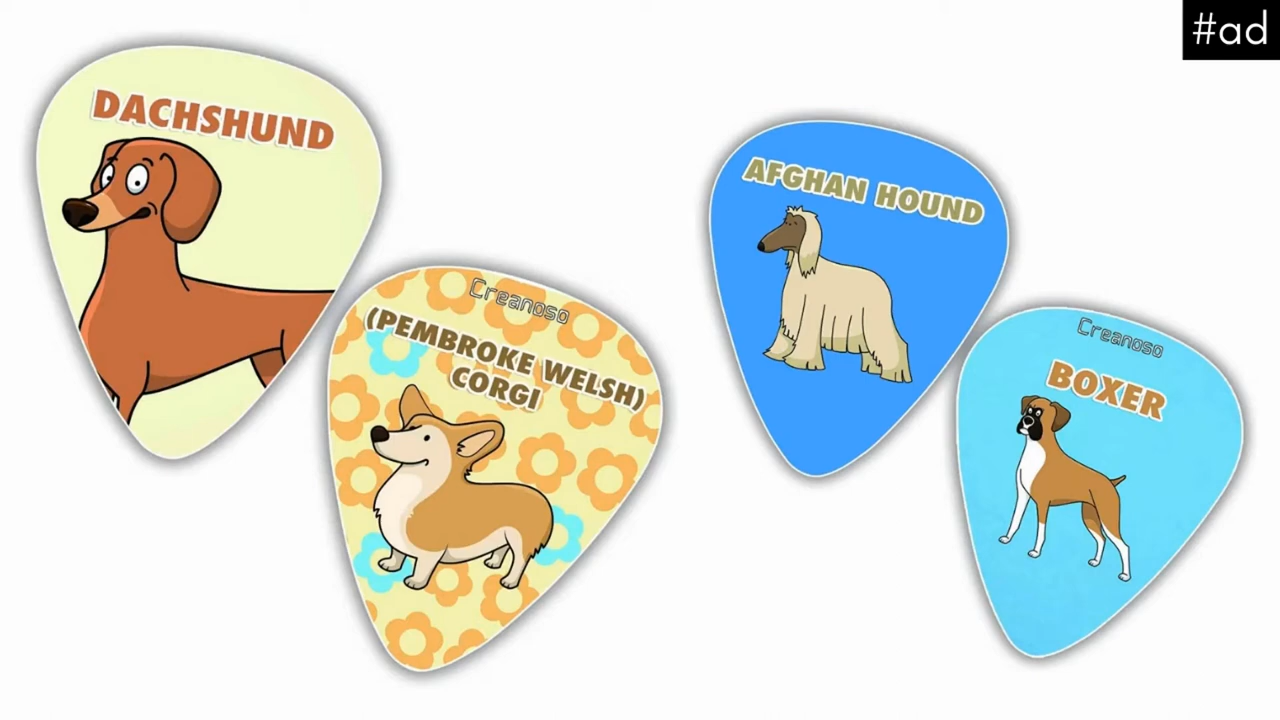 #ad
DACHSHUND
Creanoso
(PEMBROKE WELSH)
CORGI
AFGHAN HOUND
Creanoso
BOXER